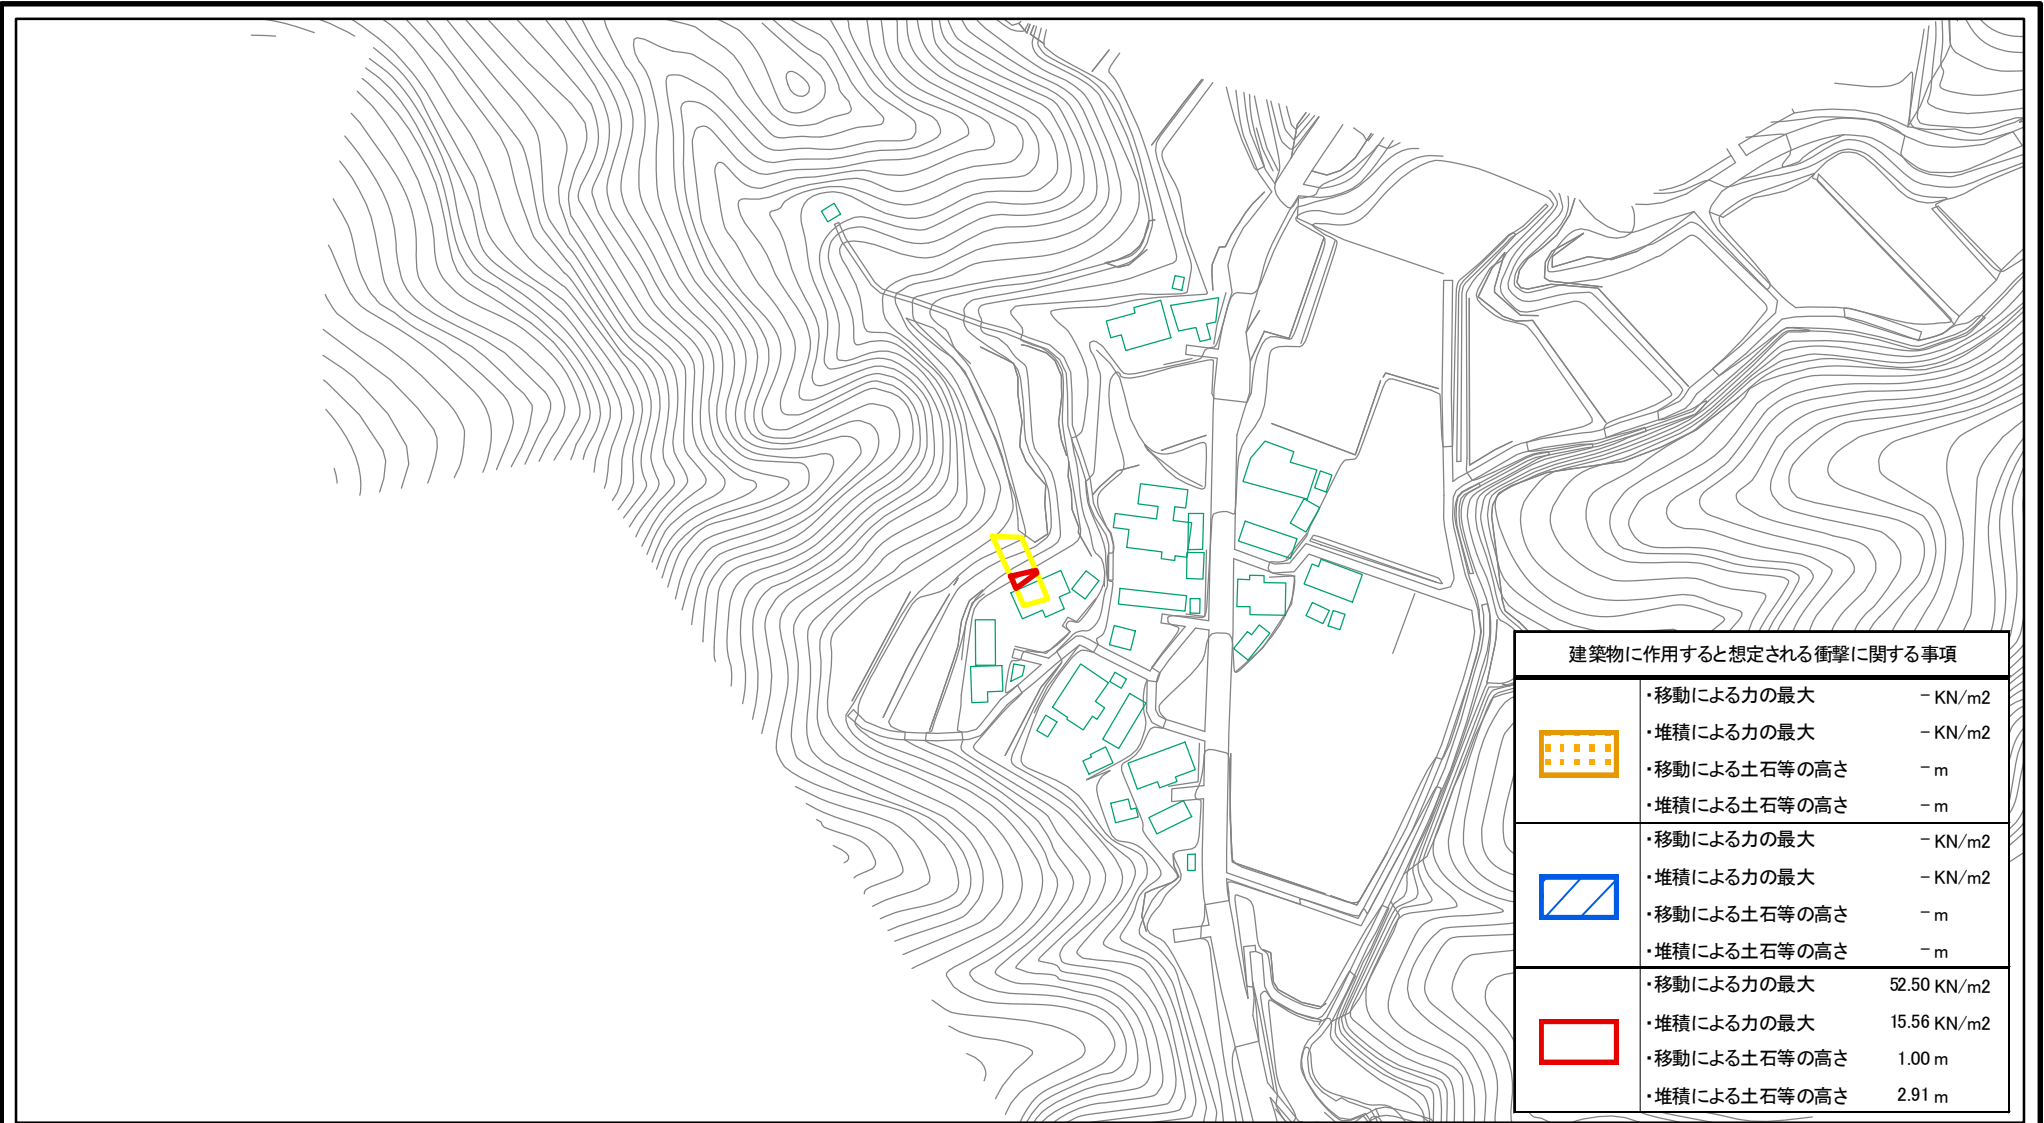 建築物に作用すると想定される衝撃に関する事項
・移動による力の最大 - KN/m2
・堆積による力の最大 - KN/m2
・移動による土石等の高さ - m
・堆積による土石等の高さ - m
・移動による力の最大 - KN/m2
・堆積による力の最大 - KN/m2
・移動による土石等の高さ - m
・堆積による土石等の高さ - m
・移動による力の最大 52.50 KN/m2
・堆積による力の最大 15.56 KN/m2
・移動による土石等の高さ 1.00 m
・堆積による土石等の高さ 2.91 m